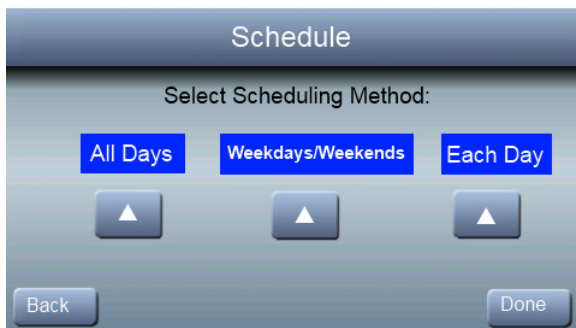 Schedule
Select Scheduling Method:
All Days Weekdays/Weekends Each Day
Back Done